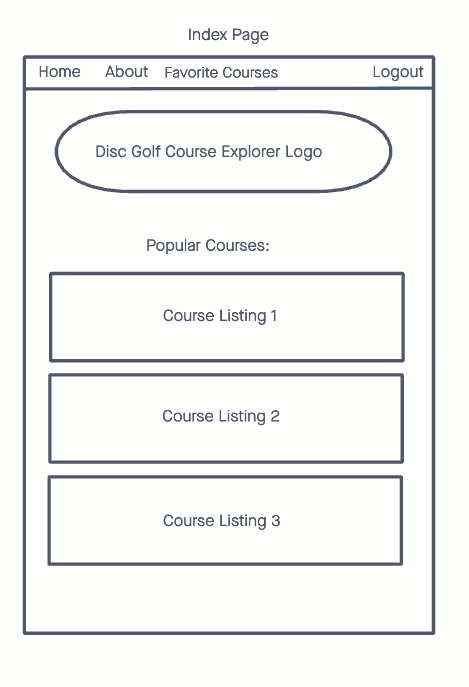 Index Page
Home About Favorite Courses Logout
Disc Golf Course Explorer Logo
Popular Courses:
Course Listing 1
Course Listing 2
Course Listing 3